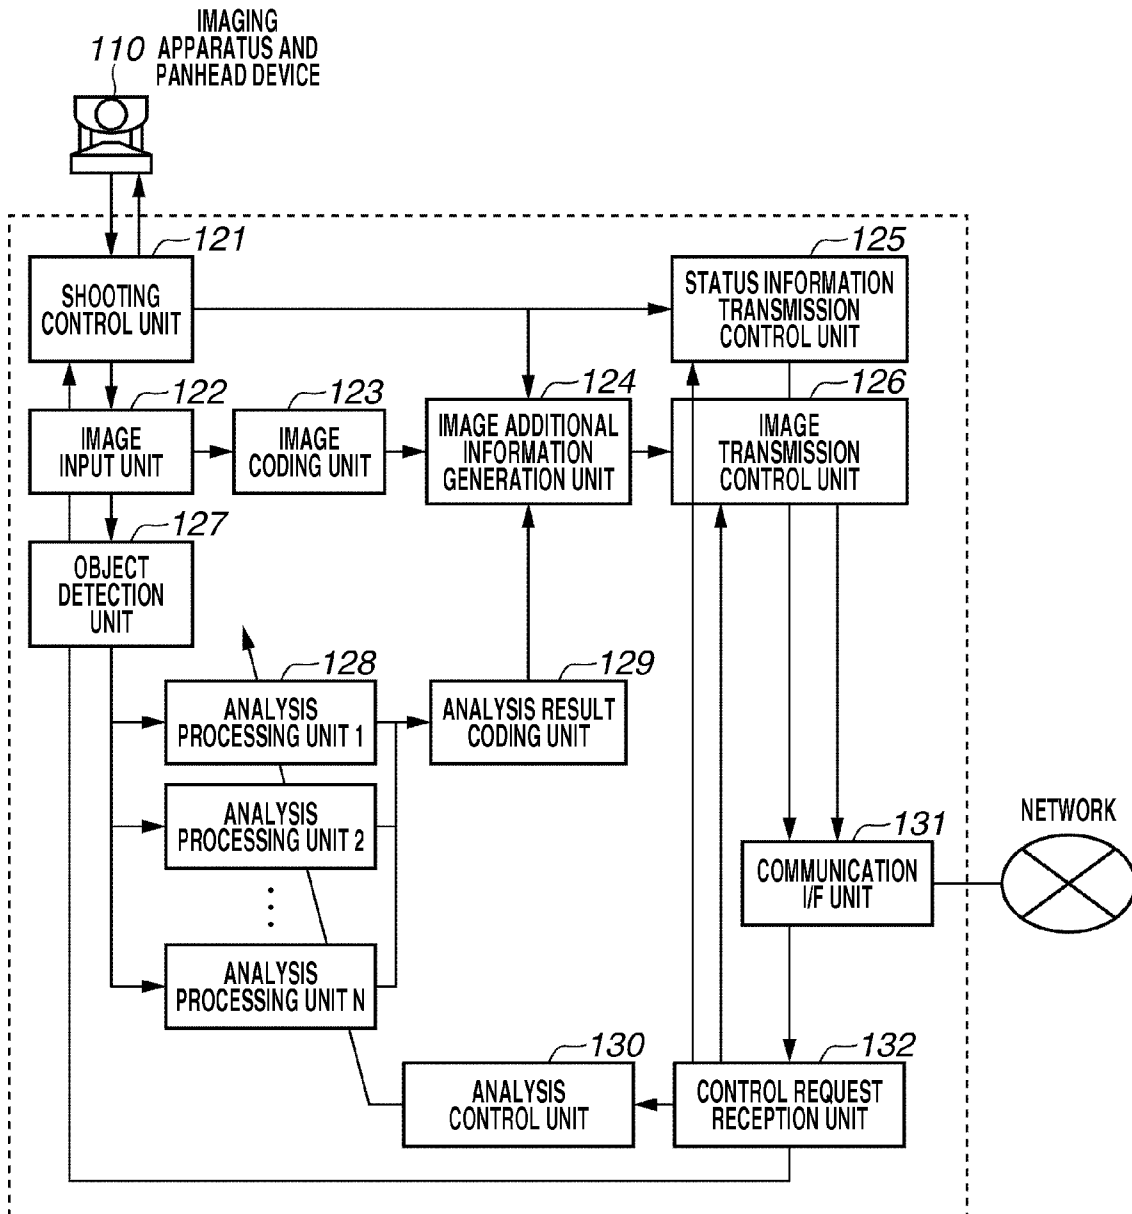 IMAGING
APPARATUS AND
PANHEAD DEVICE
110
121
SHOOTING
CONTROL UNIT
125
STATUS INFORMATION
TRANSMISSION
CONTROL UNIT
122
IMAGE
INPUT UNIT
123
IMAGE
CODING UNIT
124
IMAGE ADDITIONAL
INFORMATION
GENERATION UNIT
126
IMAGE
TRANSMISSION
CONTROL UNIT
127
OBJECT
DETECTION
UNIT
128
ANALYSIS
PROCESSING UNIT 1
129
ANALYSIS RESULT
CODING UNIT
ANALYSIS
PROCESSING UNIT 2
ANALYSIS
PROCESSING UNIT N
131
COMMUNICATION
I/F UNIT
NETWORK
130
ANALYSIS
CONTROL UNIT
132
CONTROL REQUEST
RECEPTION UNIT